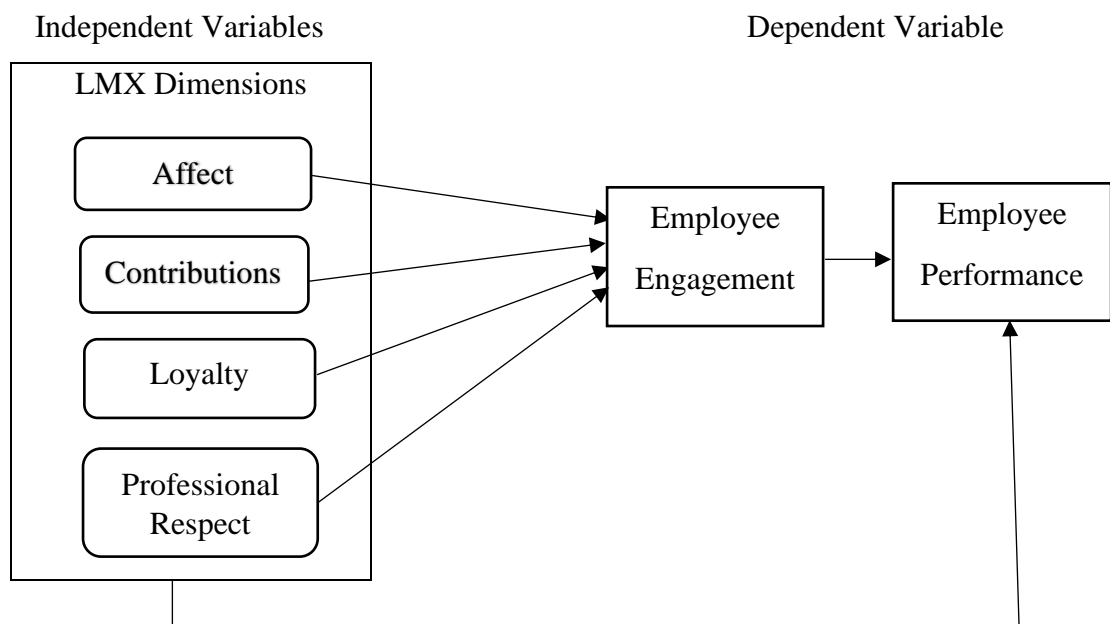 Independent Variables
Dependent Variable
LMX Dimensions
Affect
Contributions
Loyalty
Professional
Respect
Employee
Engagement
Employee
Performance